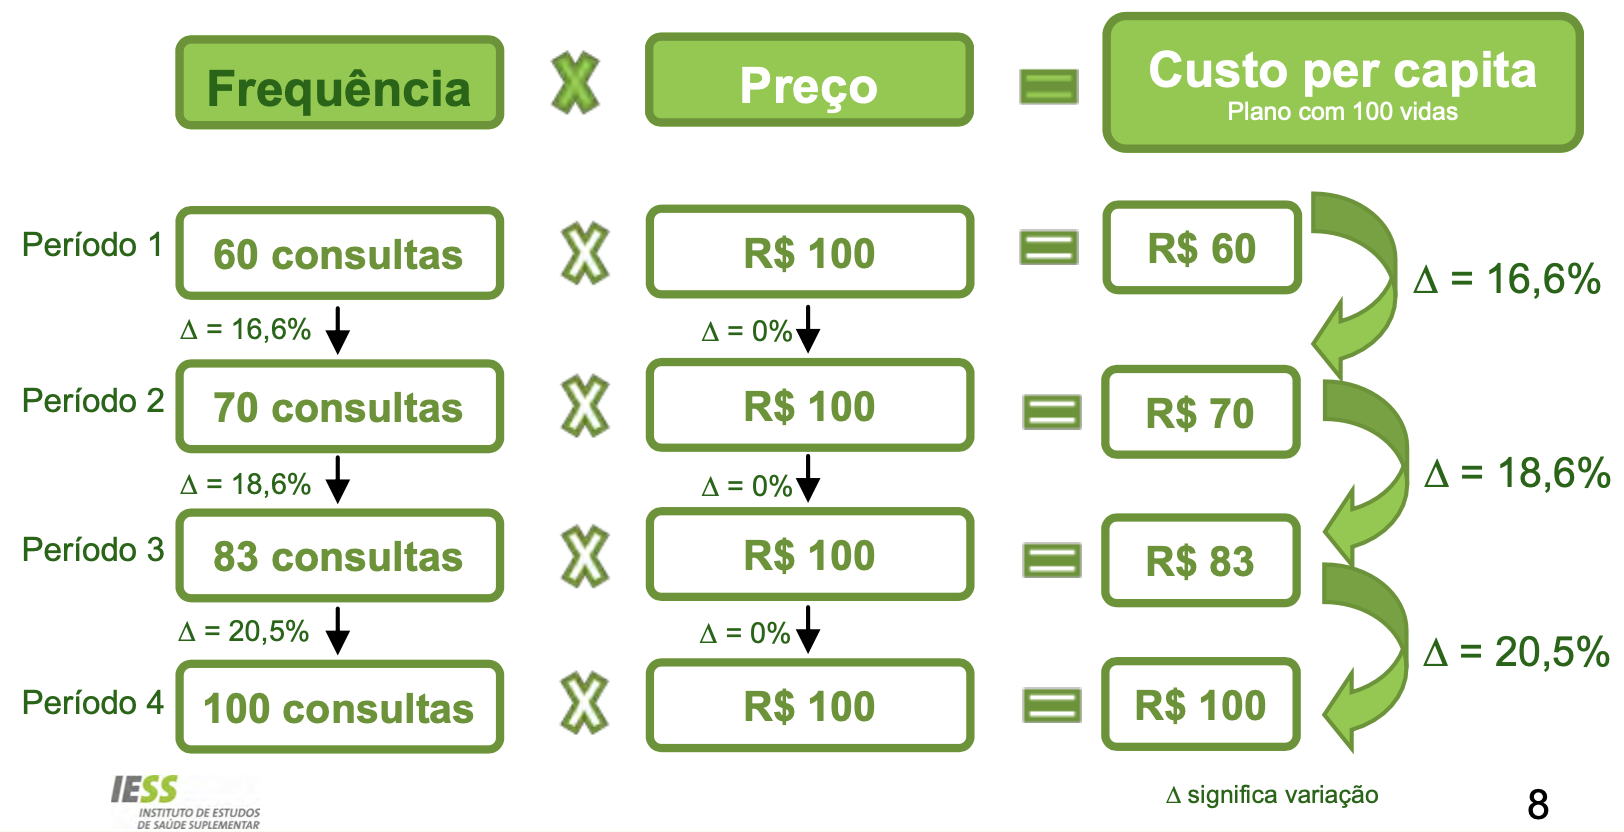 Frequência
Preço
Custo per capita
Plano com 100 vidas
Período 1
60 consultas
R$ 100
R$ 60
Δ = 16,6%
Δ = 16,6%
Δ = 0%
Período 2
70 consultas
R$ 100
R$ 70
Δ = 18,6%
Δ = 18,6%
Δ = 0%
Período 3
83 consultas
R$ 100
R$ 83
Δ = 20,5%
Δ = 20,5%
Δ = 0%
Período 4
100 consultas
R$ 100
R$ 100
IESS
INSTITUTO DE ESTUDOS
DE SAÚDE SUPLEMENTAR
Δ significa variação
8